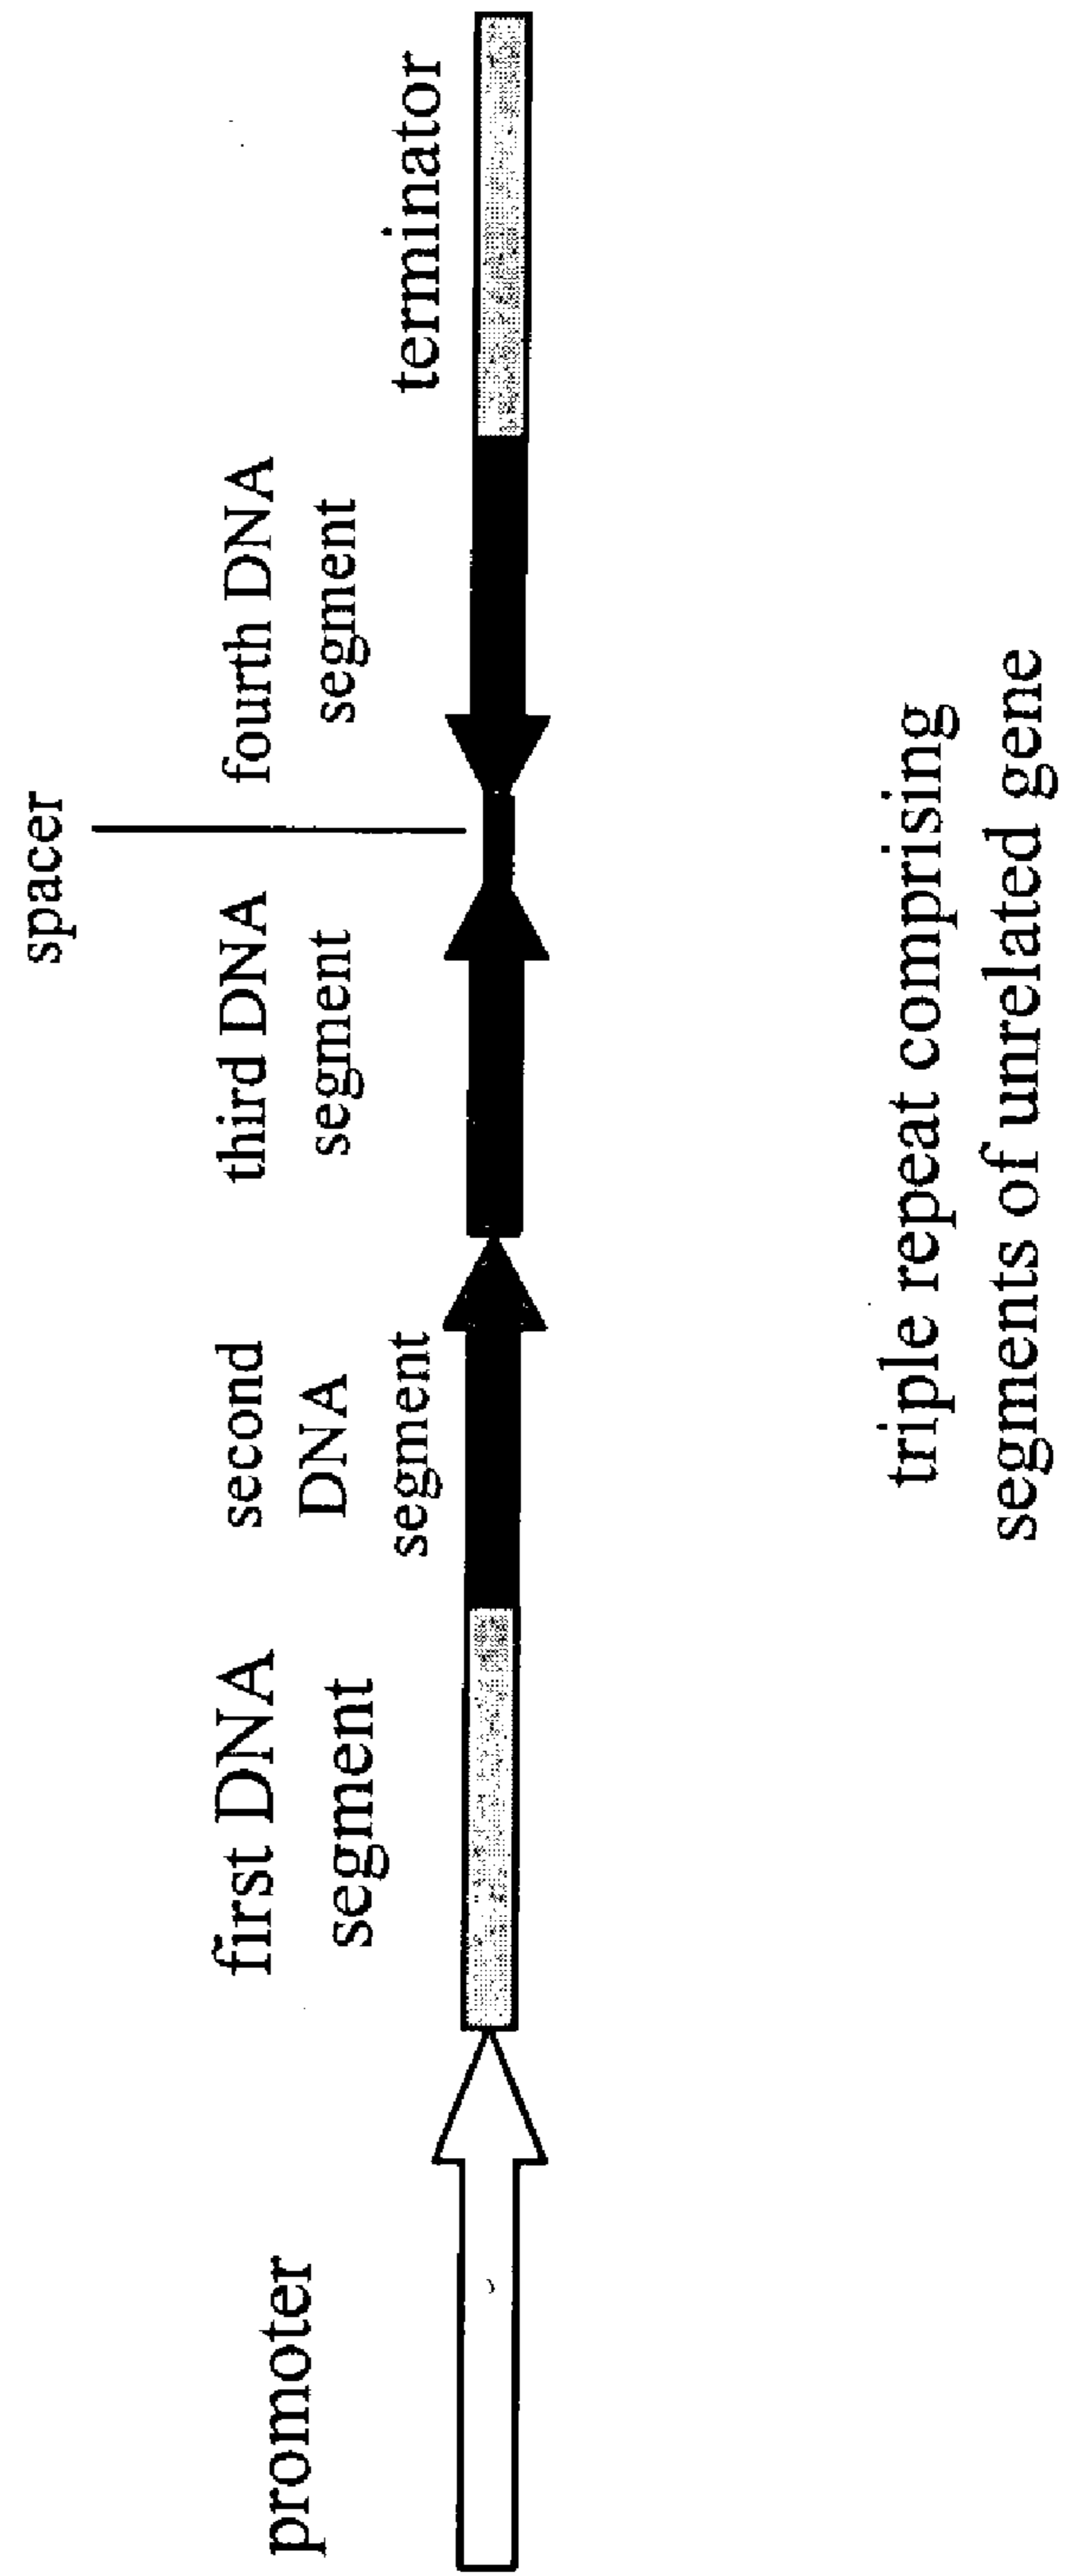 spacer
promoter
first DNA
segment
second
DNA
segment
third DNA
segment
fourth DNA
segment
terminator
triple repeat comprising
segments of unrelated gene